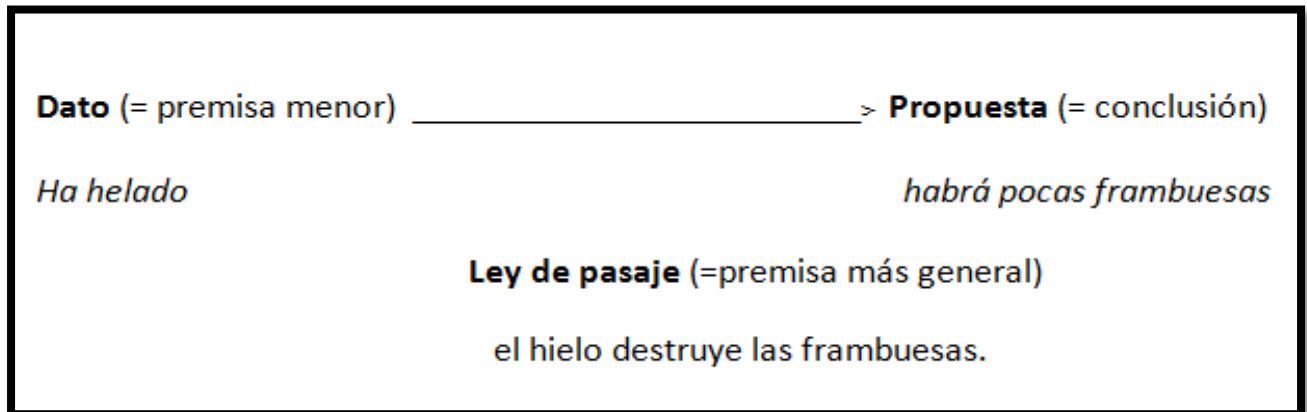 Dato (= premisa menor) ____________________________> Propuesta (= conclusión)
Ha helado habrá pocas frambuesas
Ley de pasaje (=premisa más general)
el hielo destruye las frambuesas.